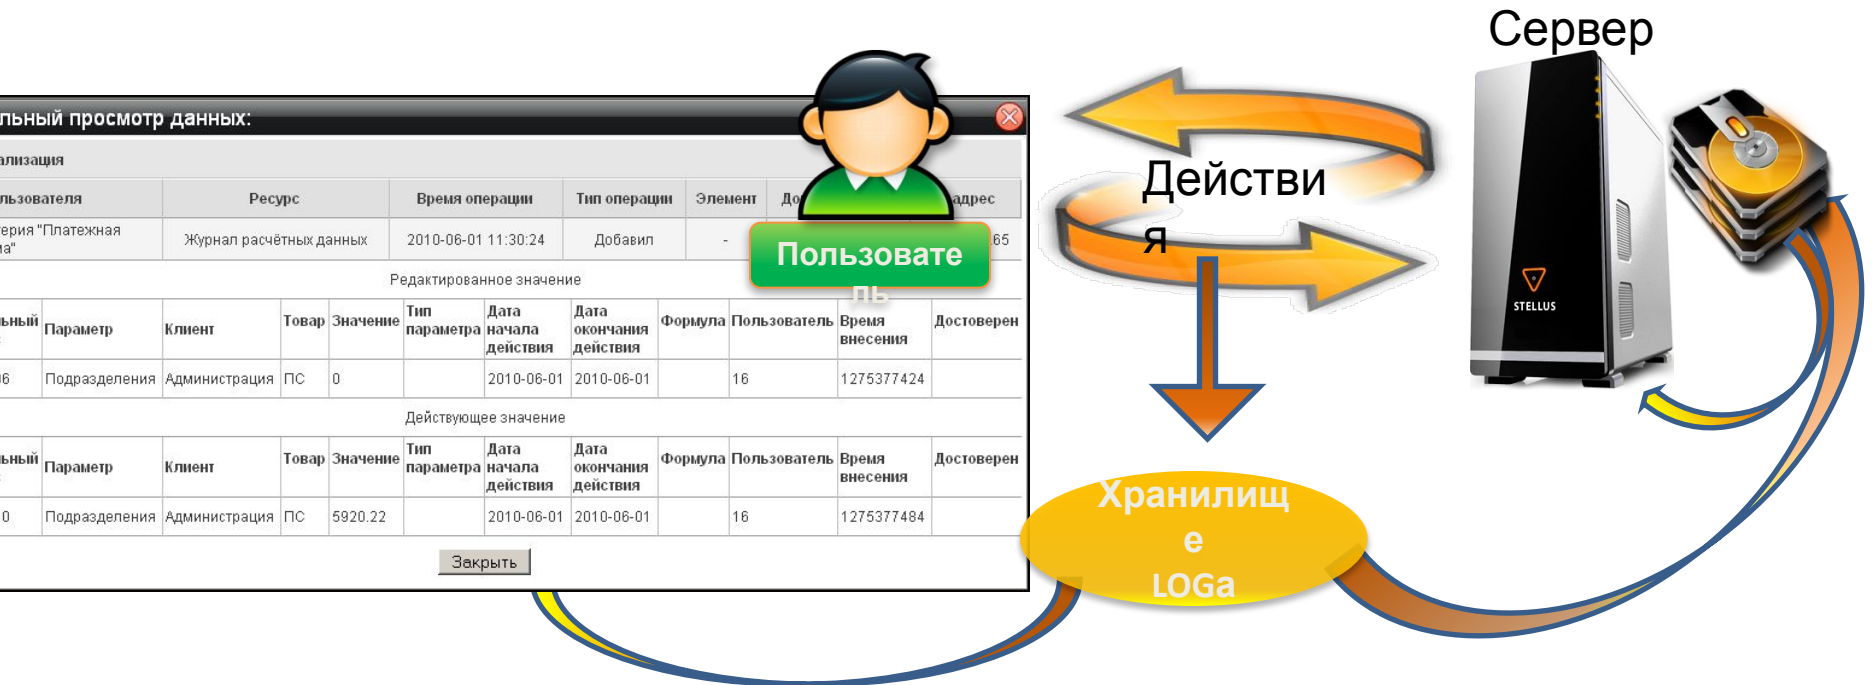 Сервер
льный просмотр данных:
ализация
льзователя Ресурс Время операции Тип операции Элемент До адрес
ерия "Платежная
ма"
Журнал расчётных данных 2010-06-01 11:30:24 Добавил - .65
Действи
я
Пользовате
ль
Редактированное значение
ьный Параметр Клиент Товар Значение Тип параметра Дата начала действия Дата окончания действия Формула Пользователь Время внесения Достоверен
6 Подразделения Администрация ПС 0 2010-06-01 2010-06-01 16 1275377424
Действующее значение
ьный Параметр Клиент Товар Значение Тип параметра Дата начала действия Дата окончания действия Формула Пользователь Время внесения Достоверен
0 Подразделения Администрация ПС 5920.22 2010-06-01 2010-06-01 16 1275377484
Закрыть
STELLUS
Хранилищ
е
LOGа